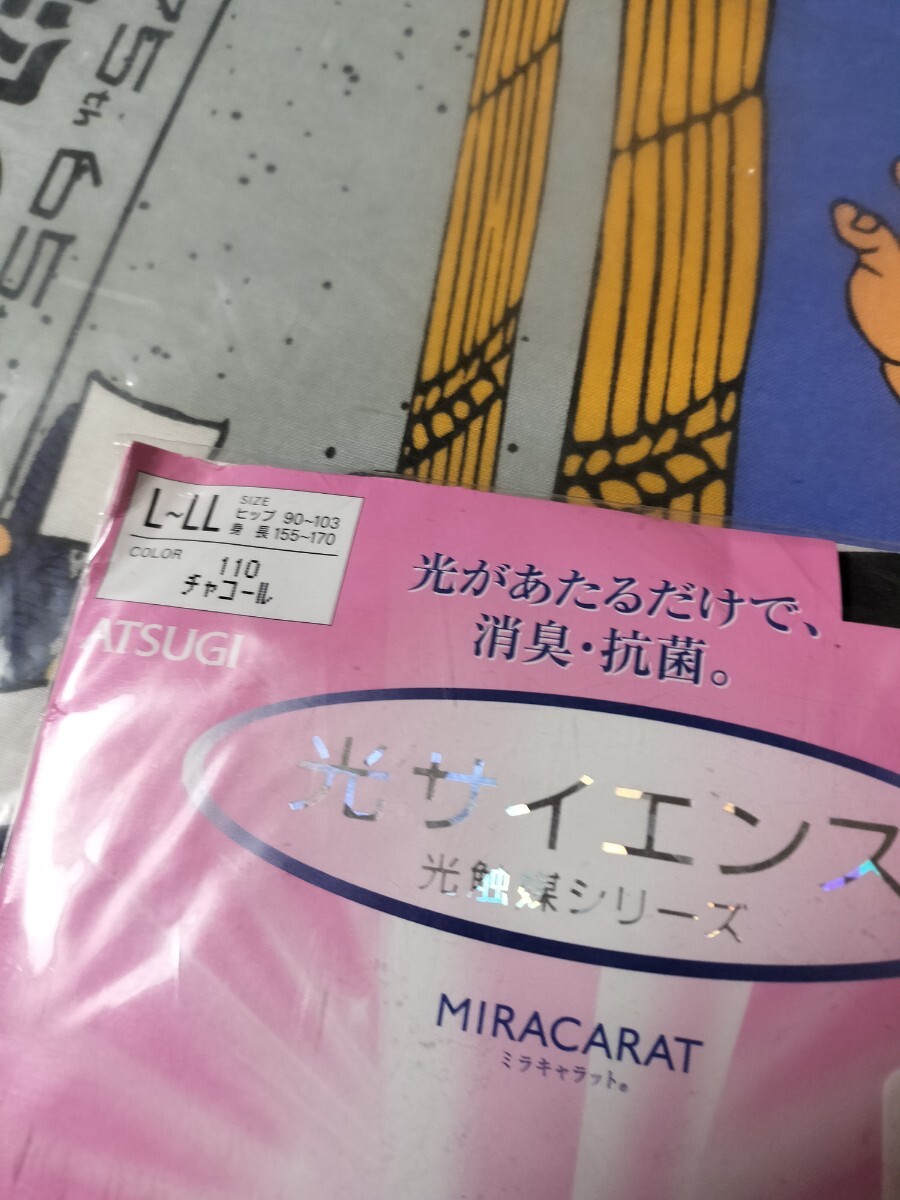 75th
65
L~LL
SIZE
ヒップ 90~103
身長 155~170
COLOR
110
チャコール
ATSUGI
光があたるだけで、
消臭・抗菌。
光サイエンス
光触媒シリーズ
MIRACARAT
ミラキャラット。